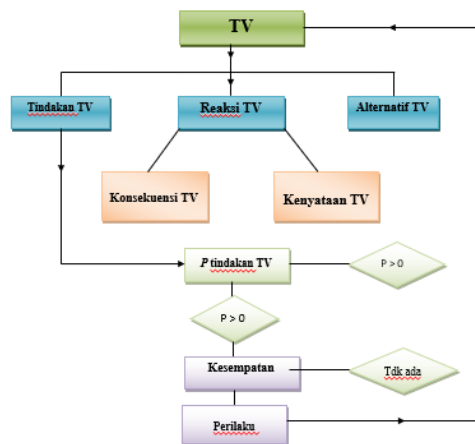 TV
Tindakan TV
Reaksi TV
Alternatif TV
Konsekuensi TV
Kenyataan TV
P tindakan TV
P > 0
P > 0
Kesempatan
Tdk ada
Perilaku